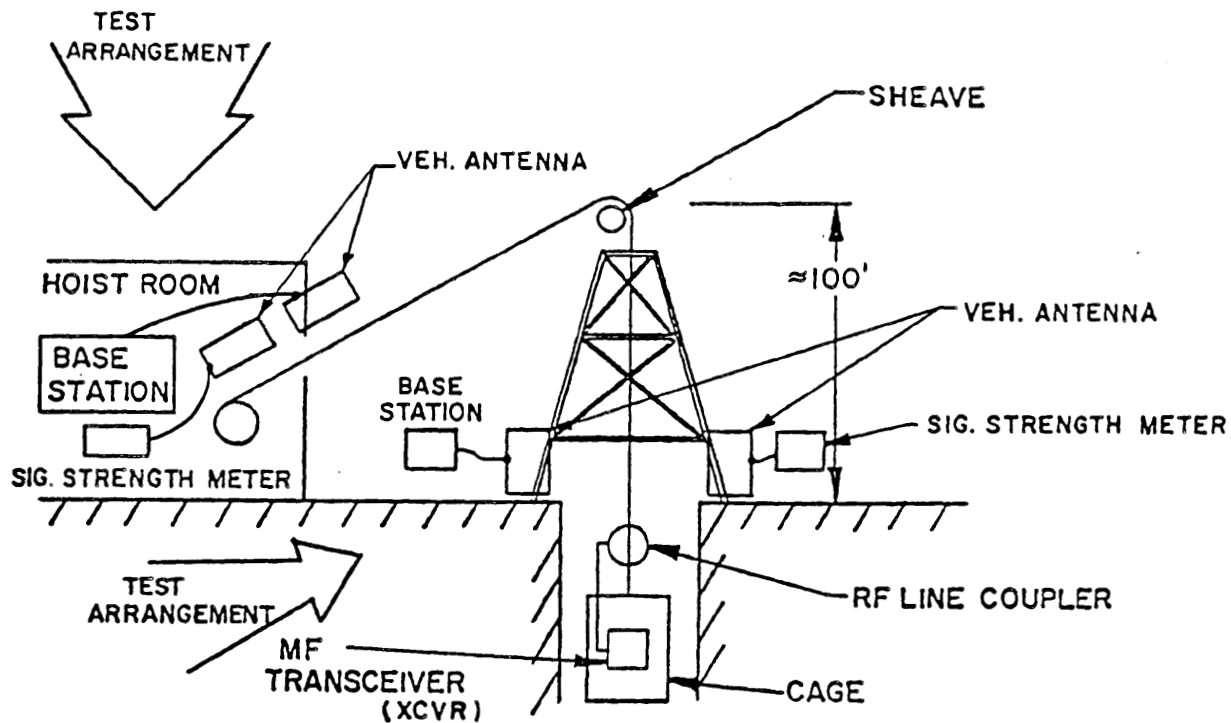 TEST
ARRANGEMENT
SHEAVE
VEH. ANTENNA
HOIST ROOM
≈100'
BASE
STATION
VEH. ANTENNA
BASE
STATION
SIG. STRENGTH METER
SIG. STRENGTH METER
TEST
ARRANGEMENT
RF LINE COUPLER
MF
TRANSCEIVER
(XCVR)
CAGE